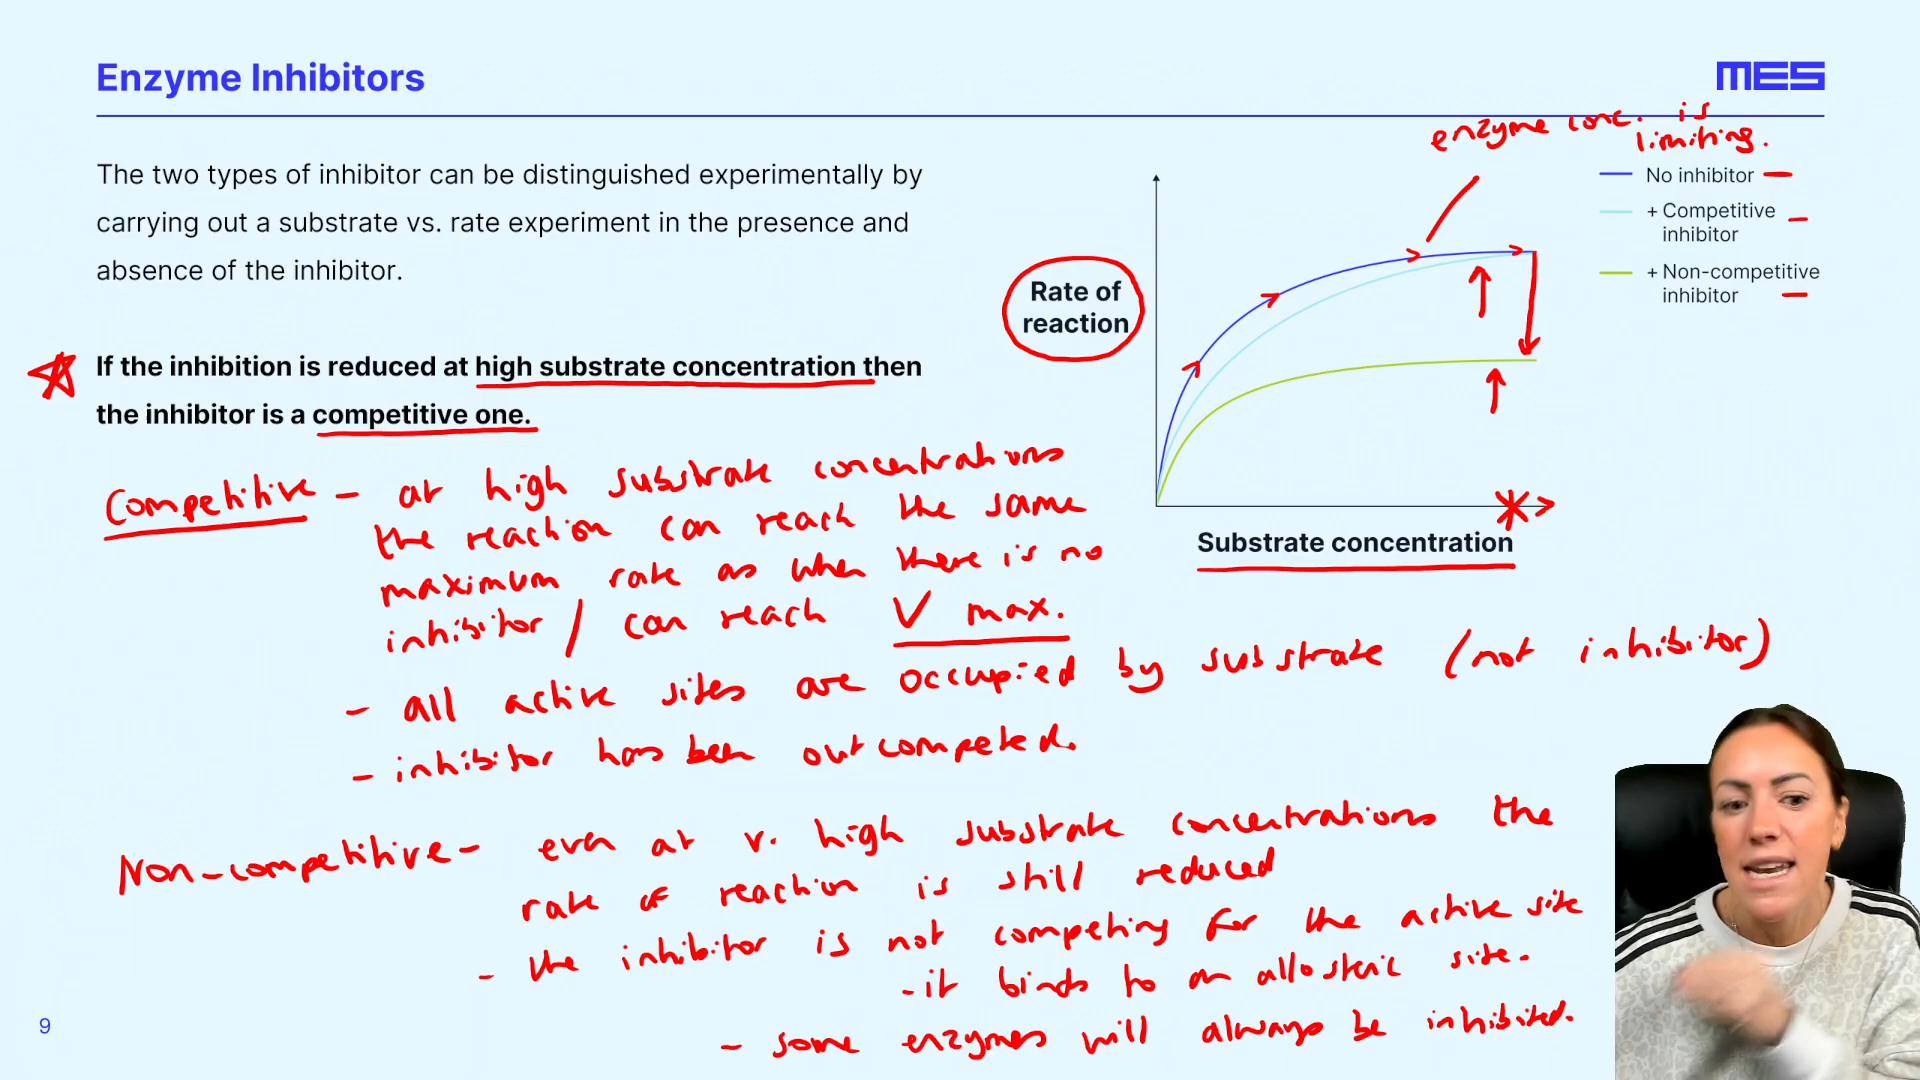 Enzyme Inhibitors
MES
enzyme conc. is
limiting.
The two types of inhibitor can be distinguished experimentally by
carrying out a substrate vs. rate experiment in the presence and
absence of the inhibitor.
If the inhibition is reduced at high substrate concentration then
the inhibitor is a competitive one.
No inhibitor
+ Competitive
inhibitor
+ Non-competitive
inhibitor
Rate of
reaction
Substrate concentration
Competitive - at high substrate concentrations
the reaction can reach the same
maximum rate as when there is no
inhibitor / can reach V max.
- all active sites are occupied by substrate (not inhibitor)
- inhibitor has been outcompeted.
Non-competitive - even at v. high substrate concentrations the
rate of reaction is still reduced
- the inhibitor is not competing for the active site
- it binds to an allosteric site.
- some enzymes will always be inhibited.
9